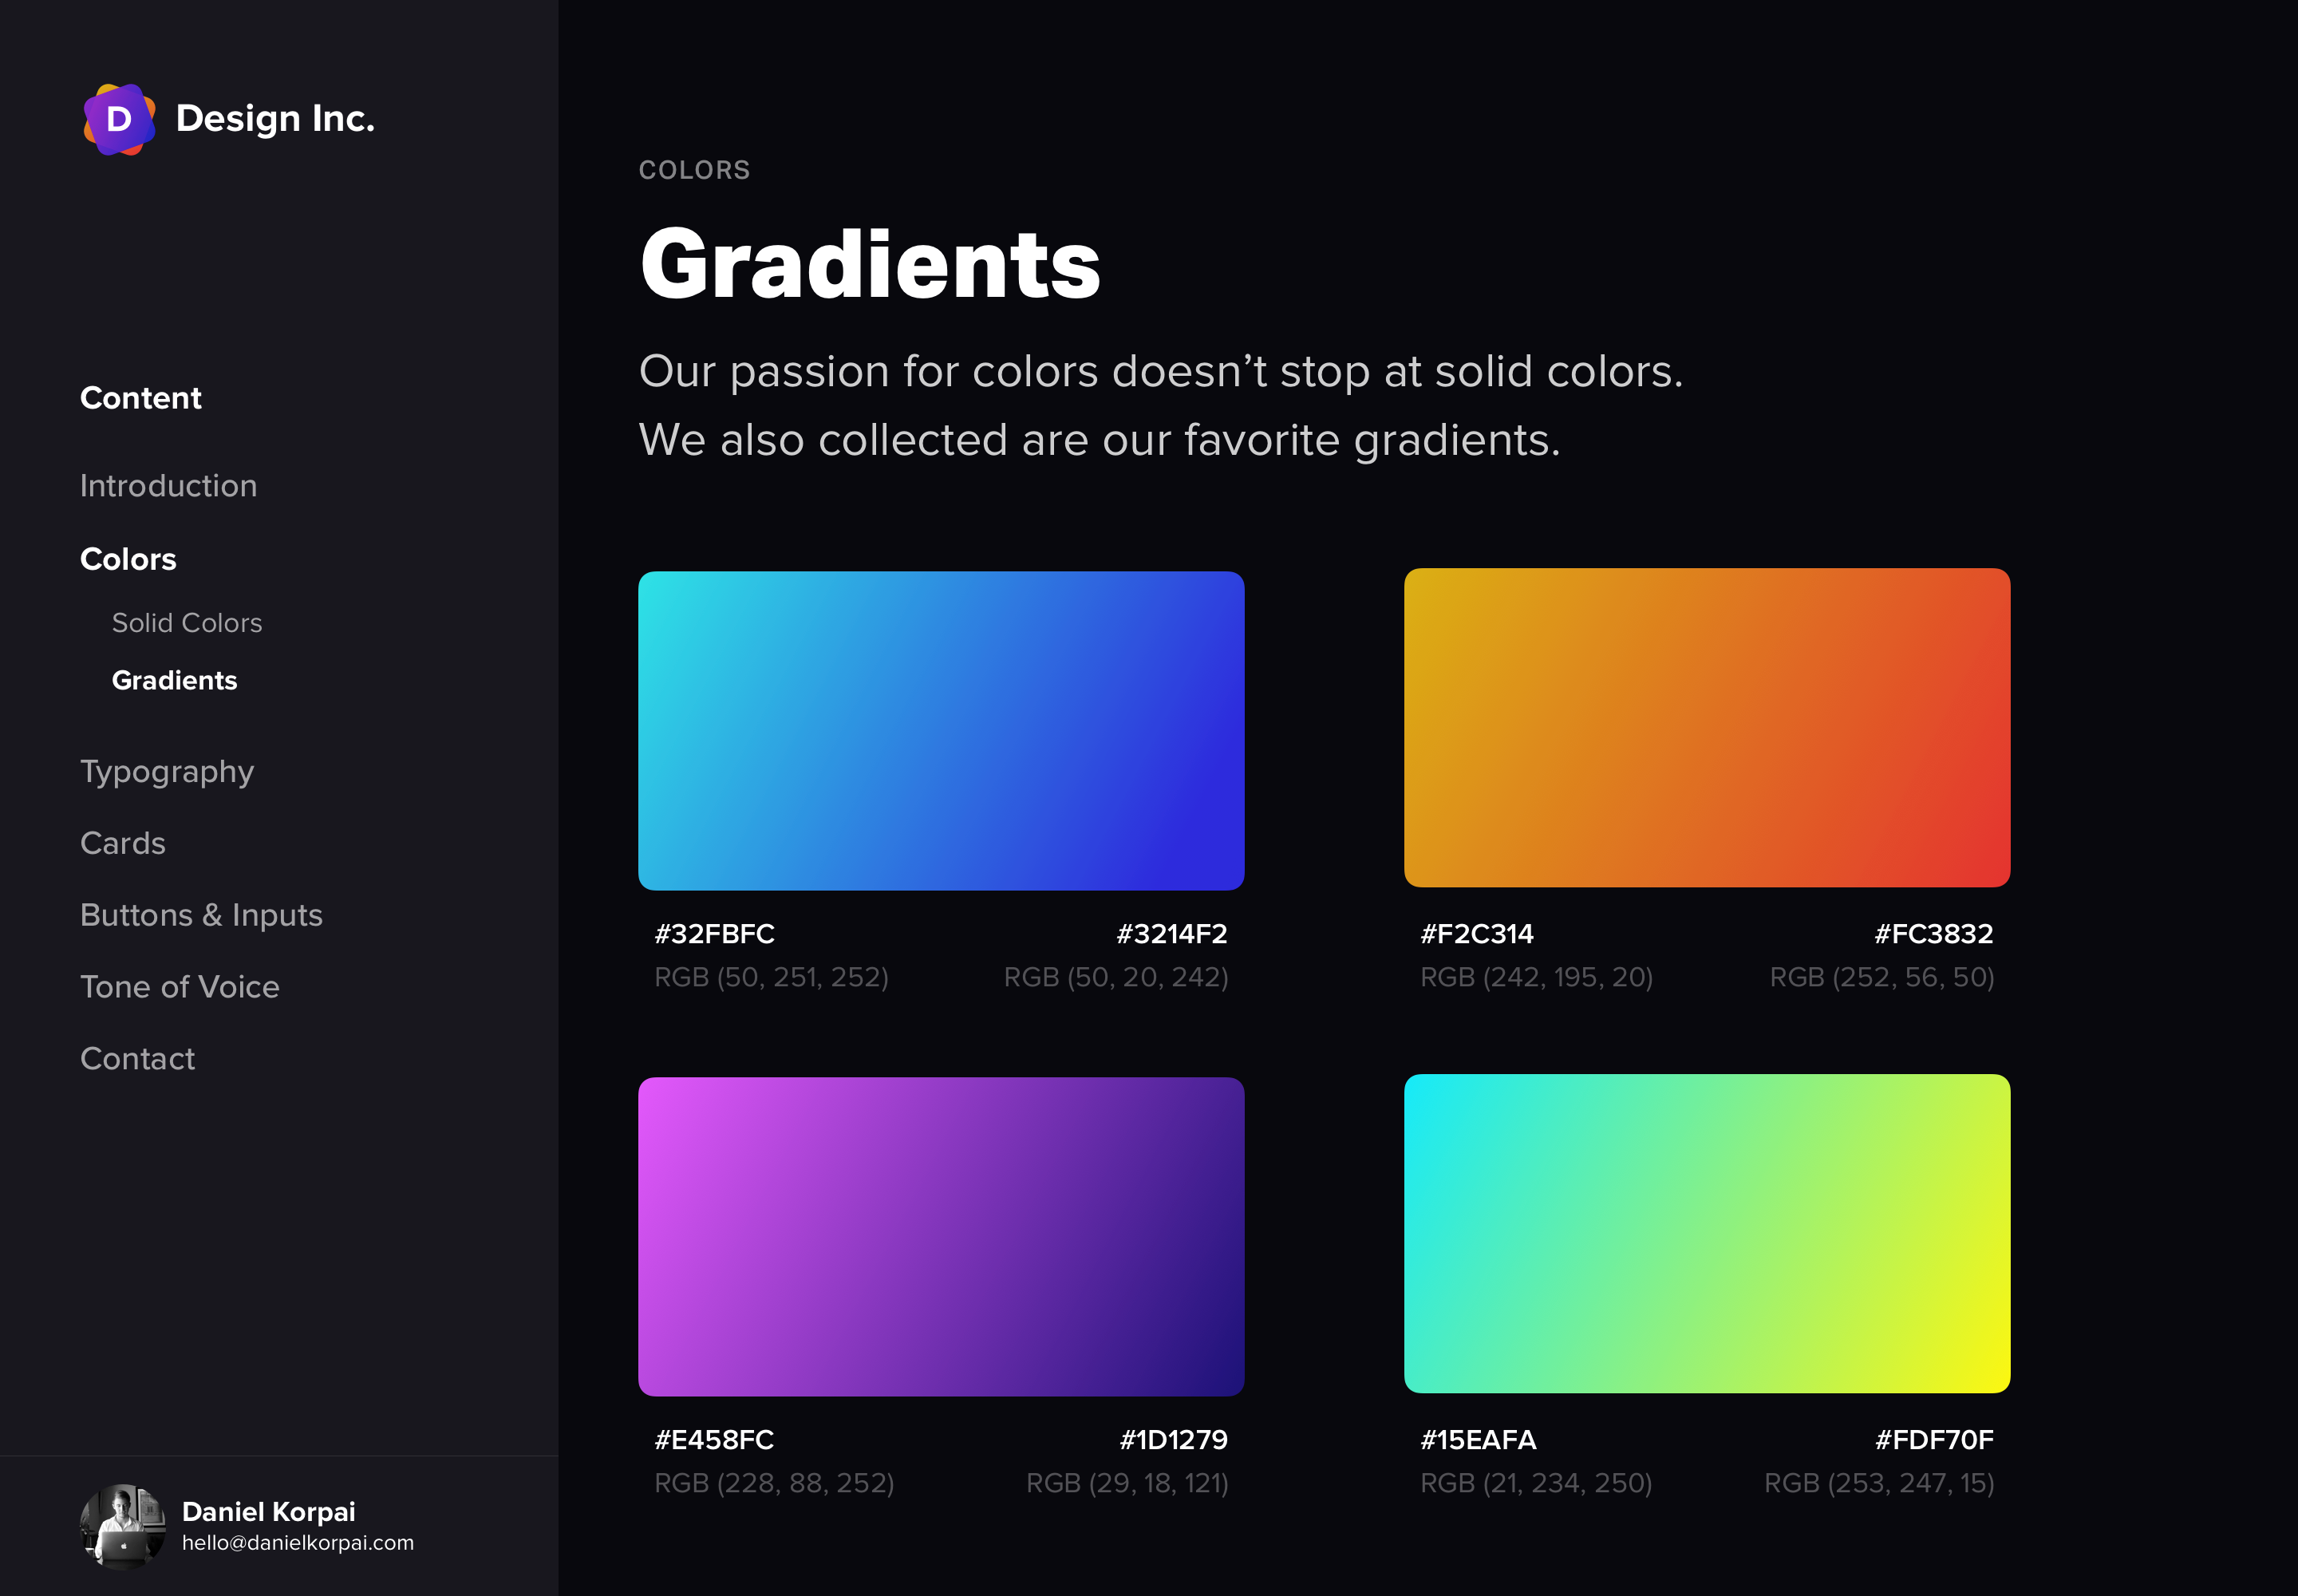 D
Design Inc.
Content
Introduction
Colors
Solid Colors
Gradients
Typography
Cards
Buttons & Inputs
Tone of Voice
Contact
Daniel Korpai
hello@danielkorpai.com
COLORS
Gradients
Our passion for colors doesn’t stop at solid colors.
We also collected are our favorite gradients.
#32FBFC #3214F2
RGB (50, 251, 252) RGB (50, 20, 242)
#F2C314 #FC3832
RGB (242, 195, 20) RGB (252, 56, 50)
#E458FC #1D1279
RGB (228, 88, 252) RGB (29, 18, 121)
#15EAFA #FDF70F
RGB (21, 234, 250) RGB (253, 247, 15)